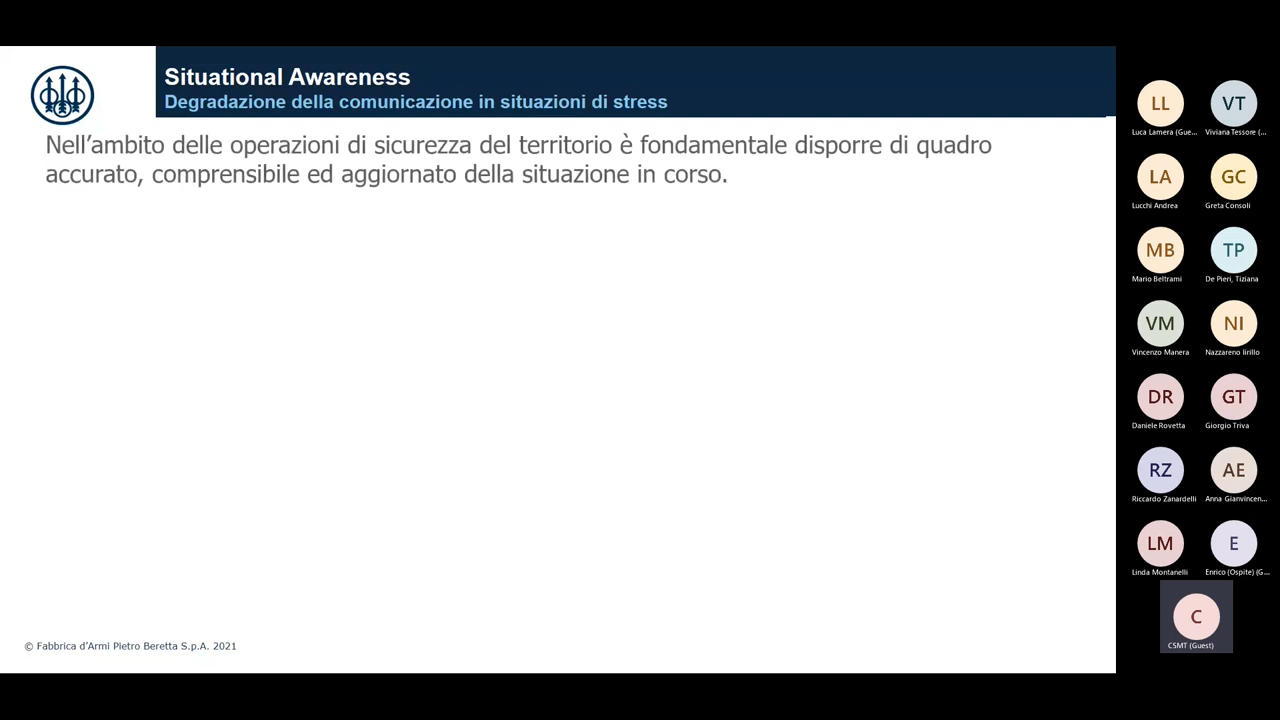 Situational Awareness
Degradazione della comunicazione in situazioni di stress
Nell’ambito delle operazioni di sicurezza del territorio è fondamentale disporre di quadro
accurato, comprensibile ed aggiornato della situazione in corso.
© Fabbrica d’Armi Pietro Beretta S.p.A. 2021
LL
VT
Luca Lamera (Gue...
Viviana Tessore (...
LA
GC
Lucchi Andrea
Greta Consoli
MB
TP
Mario Beltrami
De Pieri, Tiziana
VM
NI
Vincenzo Manera
Nazzareno Iirillo
DR
GT
Daniele Rovetta
Giorgio Triva
RZ
AE
Riccardo Zanardelli
Anna Gianvincen...
LM
E
Linda Montanelli
Enrico (Ospite) (G...
C
CSMT (Guest)